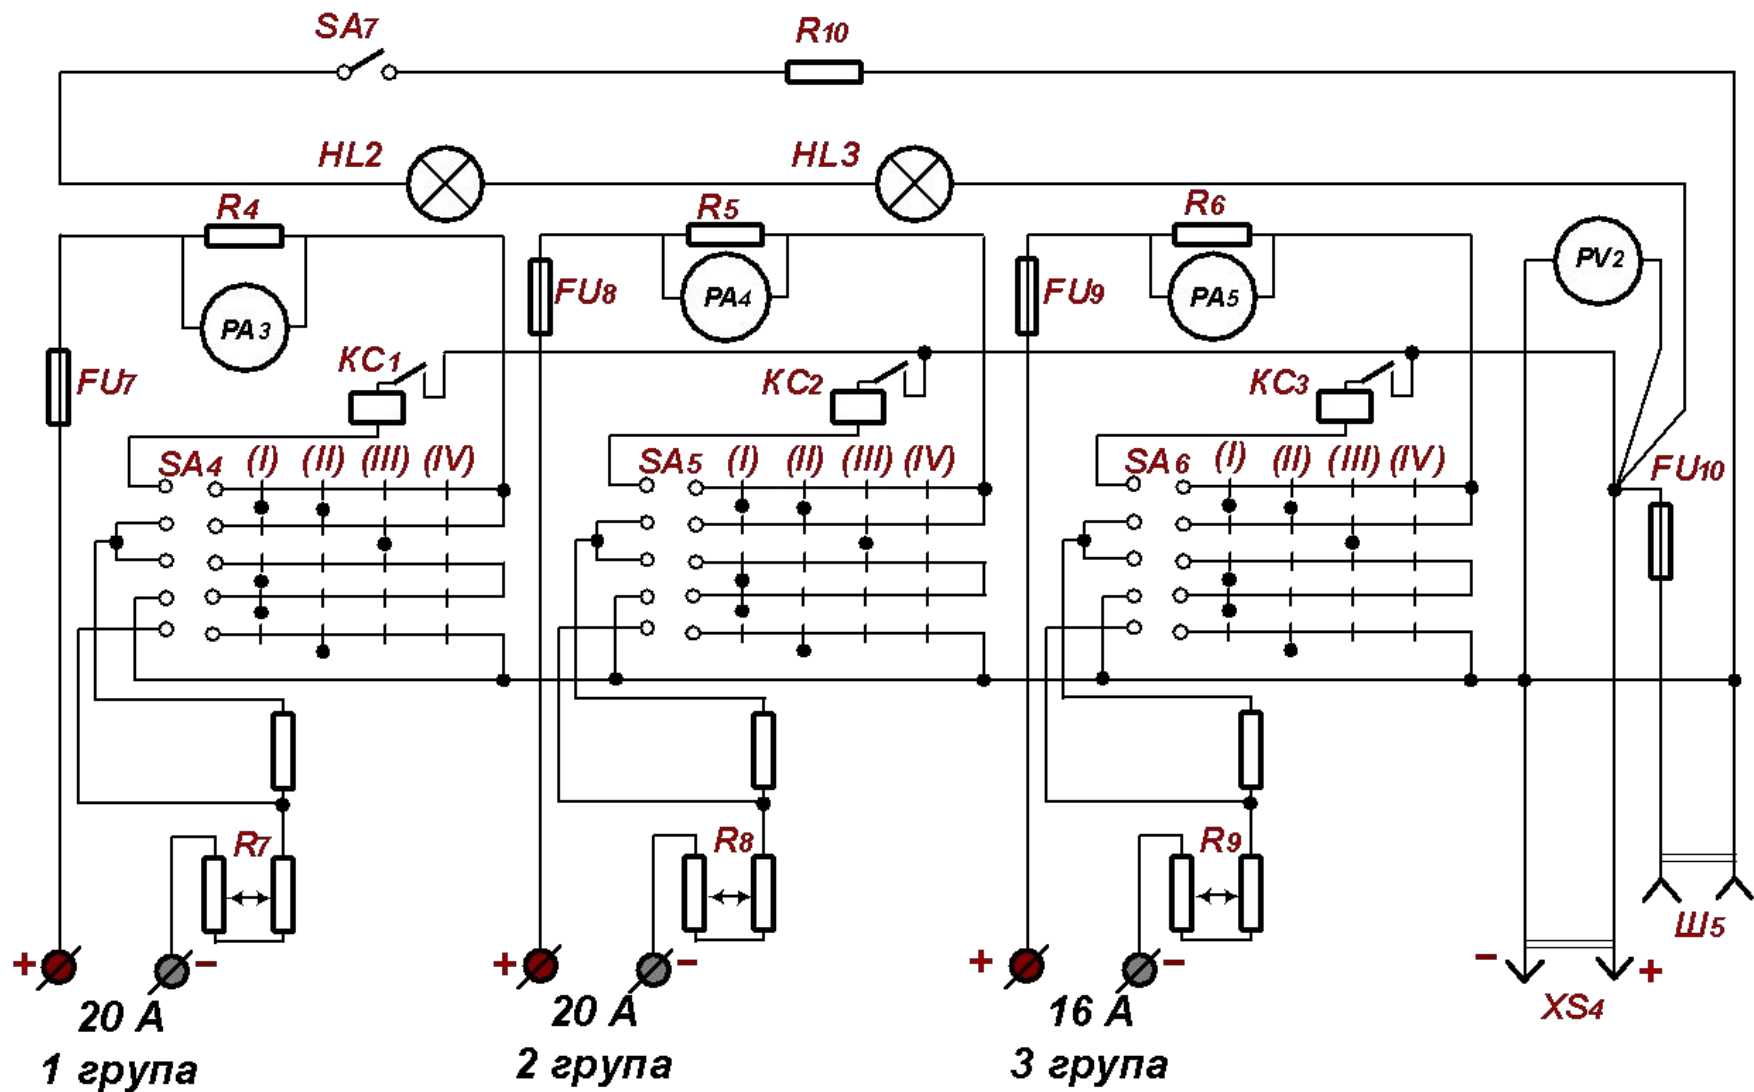 SA7
R10
HL2
HL3
R4
R5
R6
PV2
PA3
FU8
PA4
FU9
PA5
FU7
KC1
KC2
KC3
SA4 (I) (II) (III) (IV)
SA5 (I) (II) (III) (IV)
SA6 (I) (II) (III) (IV)
FU10
R7
R8
R9
Ш5
+ −
+ −
+ −
− +
XS4
20 А
20 А
16 А
1 група
2 група
3 група